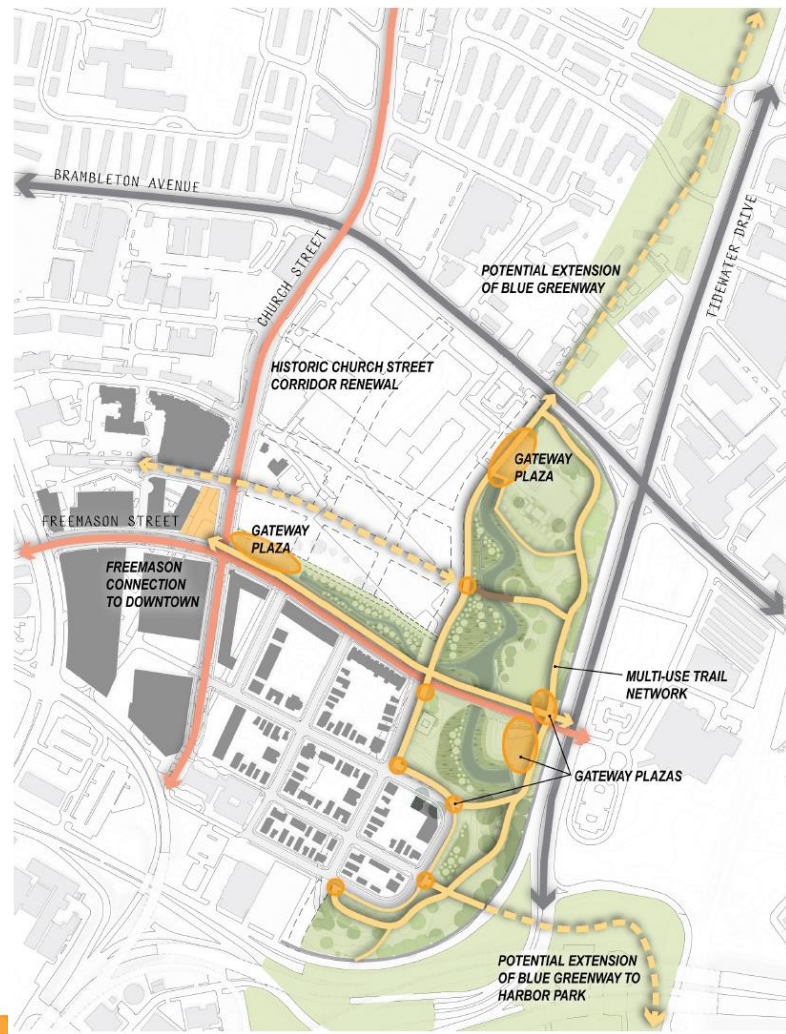 BRAMBLETON AVENUE
CHURCH STREET
TIDEWATER DRIVE
POTENTIAL EXTENSION
OF BLUE GREENWAY
HISTORIC CHURCH STREET
CORRIDOR RENEWAL
GATEWAY
PLAZA
FREEMASON STREET
GATEWAY
PLAZA
FREEMASON
CONNECTION
TO DOWNTOWN
MULTI-USE TRAIL
NETWORK
GATEWAY PLAZAS
POTENTIAL EXTENSION
OF BLUE GREENWAY TO
HARBOR PARK